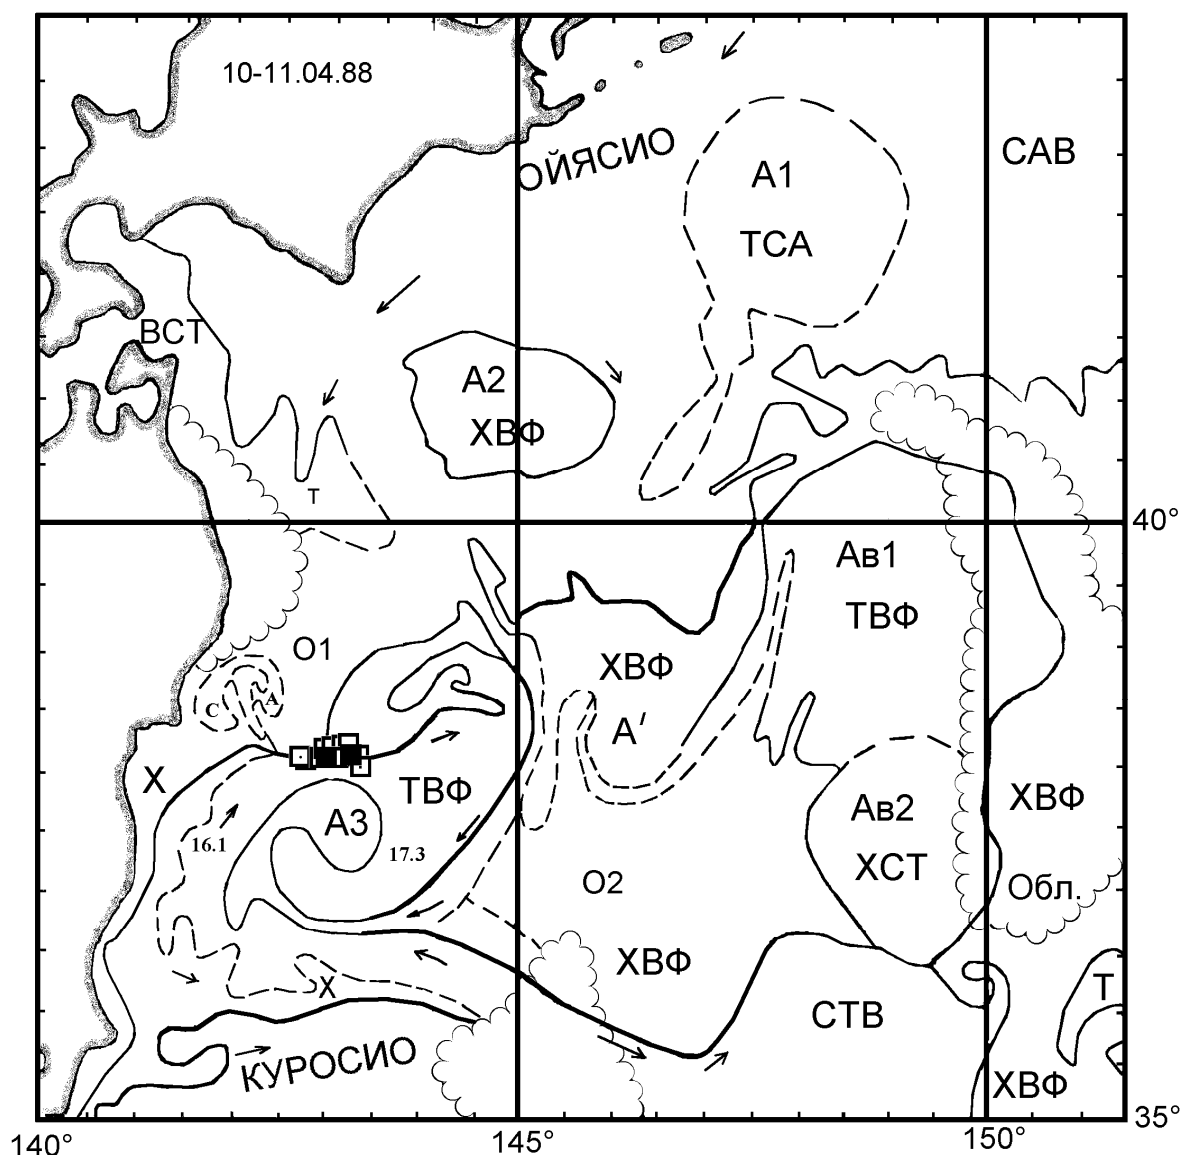 10-11.04.88
ОЙЯСИО
САВ
А1
ТСА
ВСТ
А2
ХВФ
Т
40°
Ав1
ТВФ
О1
ХВФ
А'
С
А
Х
ТВФ
А3
16.1
17.3
Ав2
ХСТ
ХВФ
О2
Обл.
ХВФ
Х
СТВ
Т
КУРОСИО
ХВФ
35°
140°
145°
150°